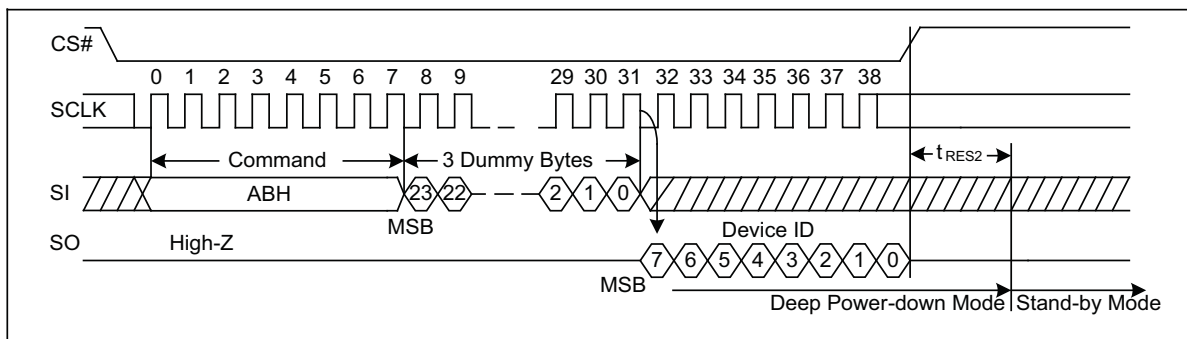 CS#
0 1 2 3 4 5 6 7 8 9 29 30 31 32 33 34 35 36 37 38
SCLK
Command 3 Dummy Bytes tRES2
SI ABH 23 22 2 1 0
MSB
SO High-Z Device ID
7 6 5 4 3 2 1 0
MSB
Deep Power-down Mode Stand-by Mode